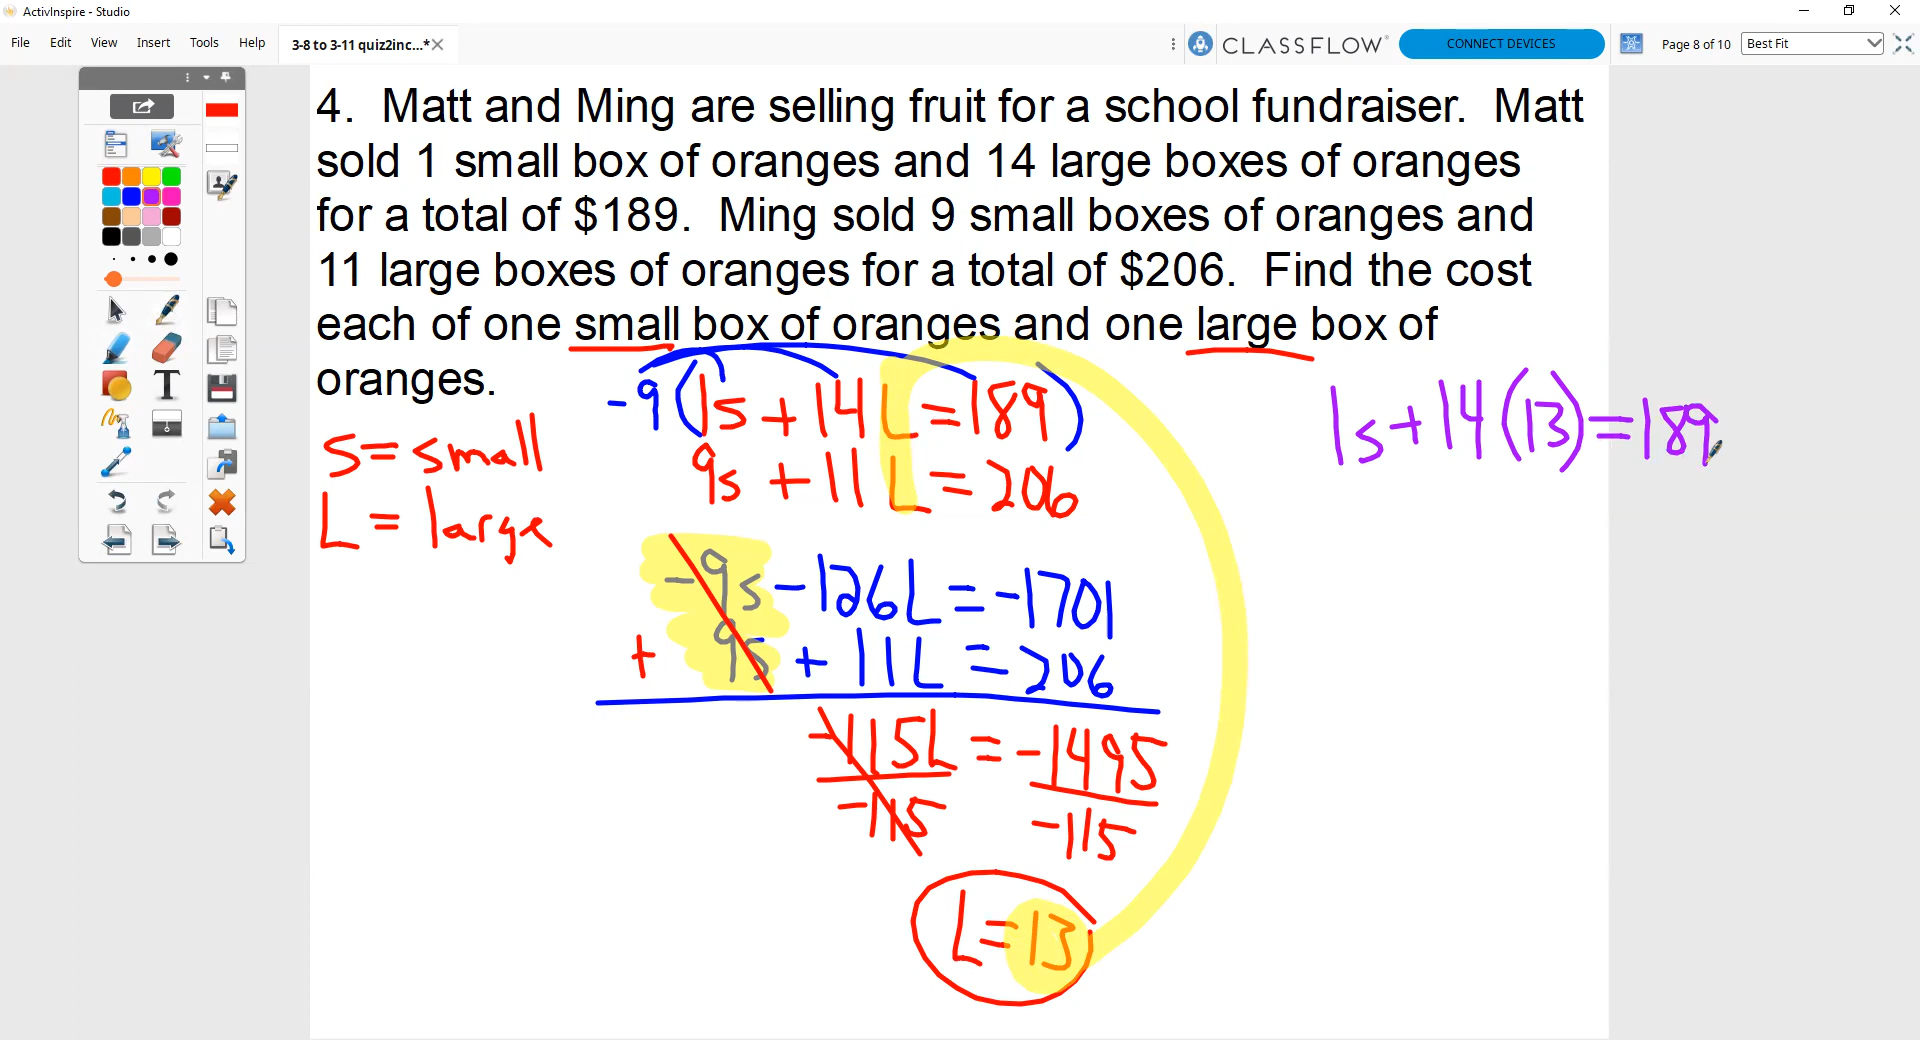 ActivInspire - Studio
File Edit View Insert Tools Help
3-8 to 3-11 quiz2inc...*
CLASSFLOW
CONNECT DEVICES
Page 8 of 10
Best Fit
4. Matt and Ming are selling fruit for a school fundraiser. Matt
sold 1 small box of oranges and 14 large boxes of oranges
for a total of $189. Ming sold 9 small boxes of oranges and
11 large boxes of oranges for a total of $206. Find the cost
each of one small box of oranges and one large box of
oranges.
s = small
L = large
-9(1s + 14L = 189)
9s + 11L = 206
-9s - 126L = -1701
+ 9s + 11L = 206
-115L = -1495
-115 -115
L = 13
1s + 14(13) = 189